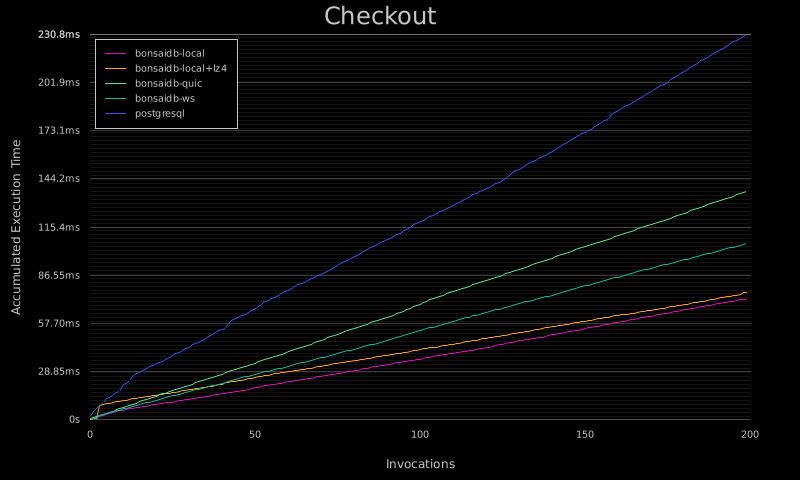 Checkout
230.8ms
201.9ms
173.1ms
144.2ms
115.4ms
86.55ms
57.70ms
28.85ms
0s
Accumulated Execution Time
bonsaidb-local
bonsaidb-local+lz4
bonsaidb-quic
bonsaidb-ws
postgresql
0 50 100 150 200
Invocations